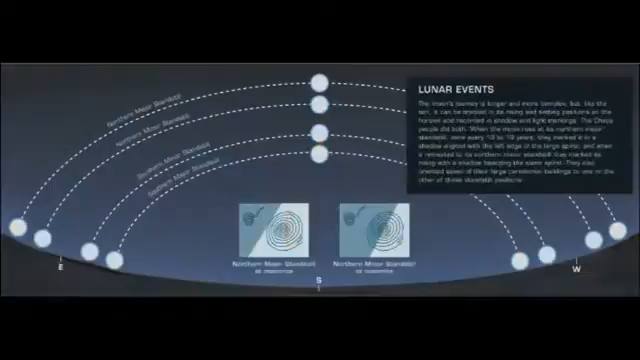 LUNAR EVENTS
The moon's journey is longer and more complex, but, like the
sun, it can be tracked in its rising and setting positions on the
horizon and recorded in shadow and light markings. The Chaco
people did both. When the moon rises at its northern minor
standstill, once every 18 to 19 years, they marked it in a
shadow aligned with the left edge of the large spiral, and when
it retreated to its northern minor standstill they marked its
rising with a shadow bisecting the same spiral. They also
oriented some of their large ceremonial buildings to one or the
other of these standstill positions.
Northern Major Standstill
Northern Minor Standstill
Southern Minor Standstill
Southern Major Standstill
Northern Major Standstill
Northern Minor Standstill
E
S
W